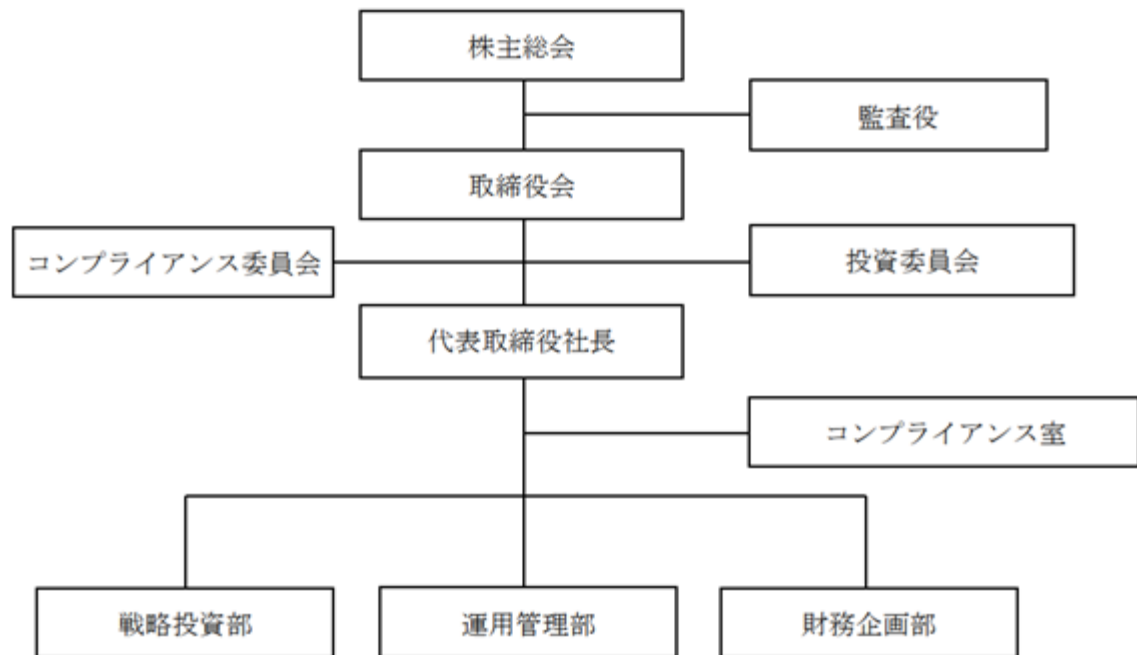 株主総会
監査役
取締役会
コンプライアンス委員会
投資委員会
代表取締役社長
コンプライアンス室
戦略投資部
運用管理部
財務企画部